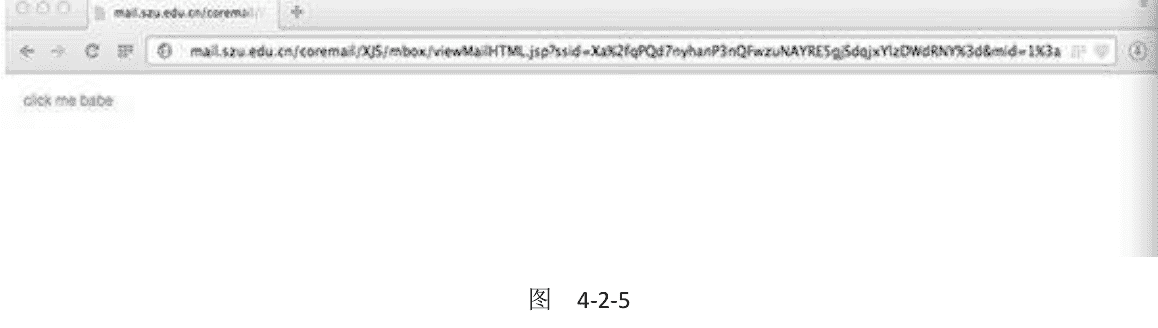 mail.szu.edu.cn/coremail/
mail.szu.edu.cn/coremail/XJS/mbox/viewMailHTML.jsp?ssid=Xa%2fqPQd7nyhanP3nQFwzuNAYRE5gjSdqjxYlzDWdRNY%3d&mid=1%3a
click me babe
图 4-2-5